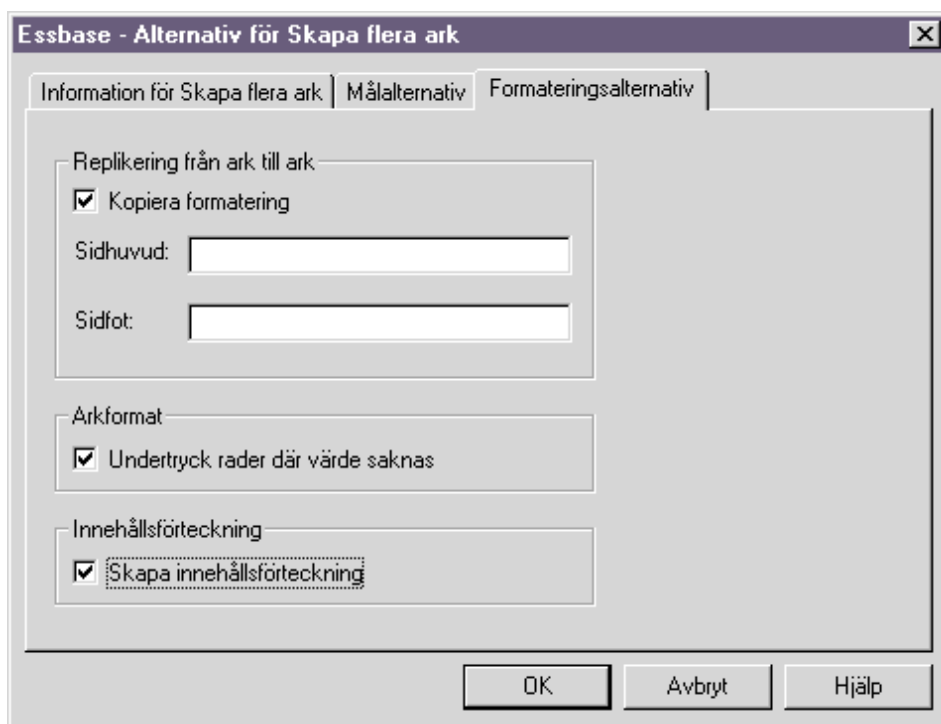 Essbase - Alternativ för Skapa flera ark
Information för Skapa flera ark
Målalternativ
Formateringsalternativ
Replikering från ark till ark
Kopiera formatering
Sidhuvud:
Sidfot:
Arkformat
Undertryck rader där värde saknas
Innehållsförteckning
Skapa innehållsförteckning
OK
Avbryt
Hjälp